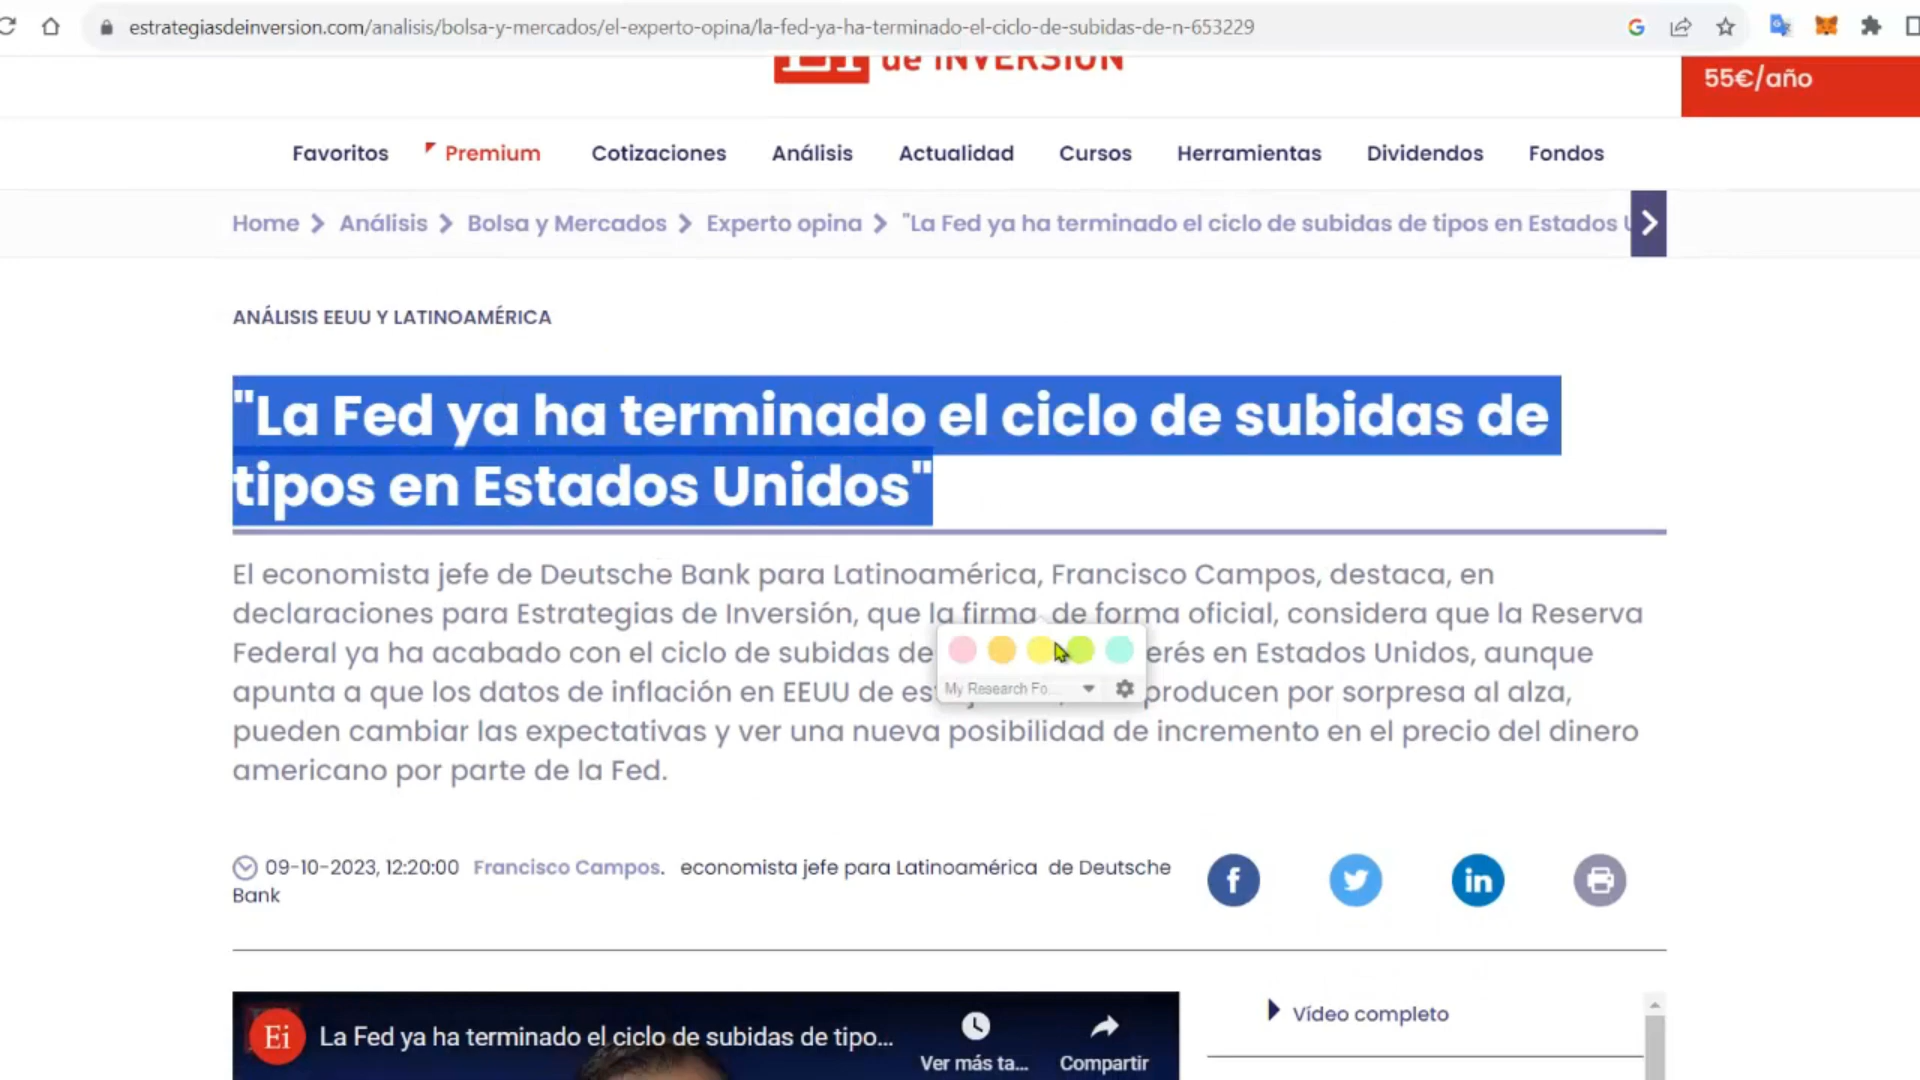 estrategiasdeinversion.com/analisis/bolsa-y-mercados/el-experto-opina/la-fed-ya-ha-terminado-el-ciclo-de-subidas-de-n-653229
de INVERSIÓN
55€/año
Favoritos Premium Cotizaciones Análisis Actualidad Cursos Herramientas Dividendos Fondos
Home > Análisis > Bolsa y Mercados > Experto opina > "La Fed ya ha terminado el ciclo de subidas de tipos en Estados
ANÁLISIS EEUU Y LATINOAMÉRICA
"La Fed ya ha terminado el ciclo de subidas de
tipos en Estados Unidos"
El economista jefe de Deutsche Bank para Latinoamérica, Francisco Campos, destaca, en
declaraciones para Estrategias de Inversión, que la firma, de forma oficial, considera que la Reserva
Federal ya ha acabado con el ciclo de subidas de erés en Estados Unidos, aunque
apunta a que los datos de inflación en EEUU de es producen por sorpresa al alza,
My Research Fo...
pueden cambiar las expectativas y ver una nueva posibilidad de incremento en el precio del dinero
americano por parte de la Fed.
09-10-2023, 12:20:00 Francisco Campos. economista jefe para Latinoamérica de Deutsche
Bank
Ei La Fed ya ha terminado el ciclo de subidas de tipo...
Ver más ta... Compartir
Vídeo completo